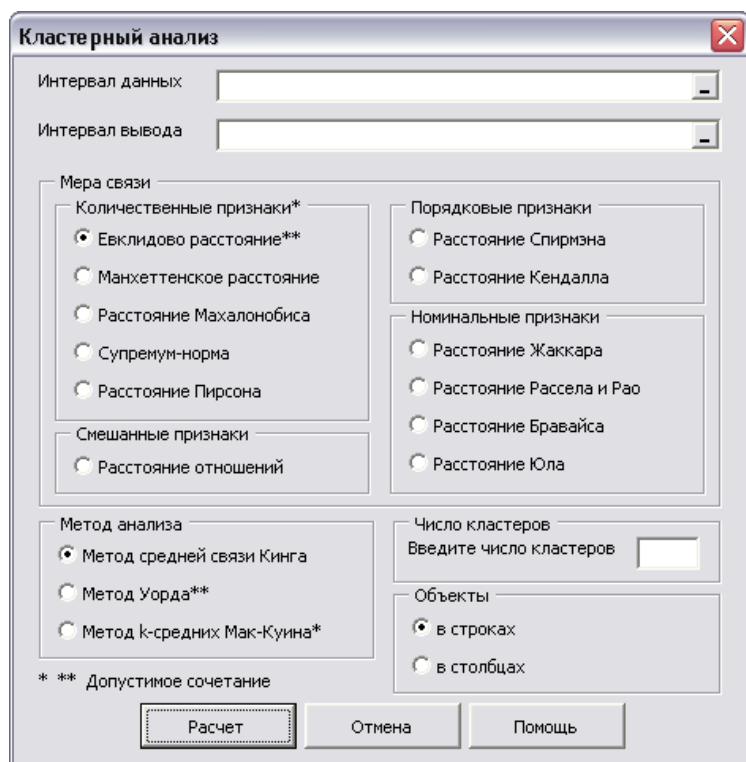 Кластерный анализ
Интервал данных
Интервал вывода
Мера связи
Количественные признаки*
Евклидово расстояние**
Манхеттенское расстояние
Расстояние Махалонобиса
Супремум-норма
Расстояние Пирсона
Смешанные признаки
Расстояние отношений
Порядковые признаки
Расстояние Спирмэна
Расстояние Кендалла
Номинальные признаки
Расстояние Жаккара
Расстояние Рассела и Рао
Расстояние Бравайса
Расстояние Юла
Метод анализа
Метод средней связи Кинга
Метод Уорда**
Метод k-средних Мак-Куина*
* ** Допустимое сочетание
Число кластеров
Введите число кластеров
Объекты
в строках
в столбцах
Расчет
Отмена
Помощь